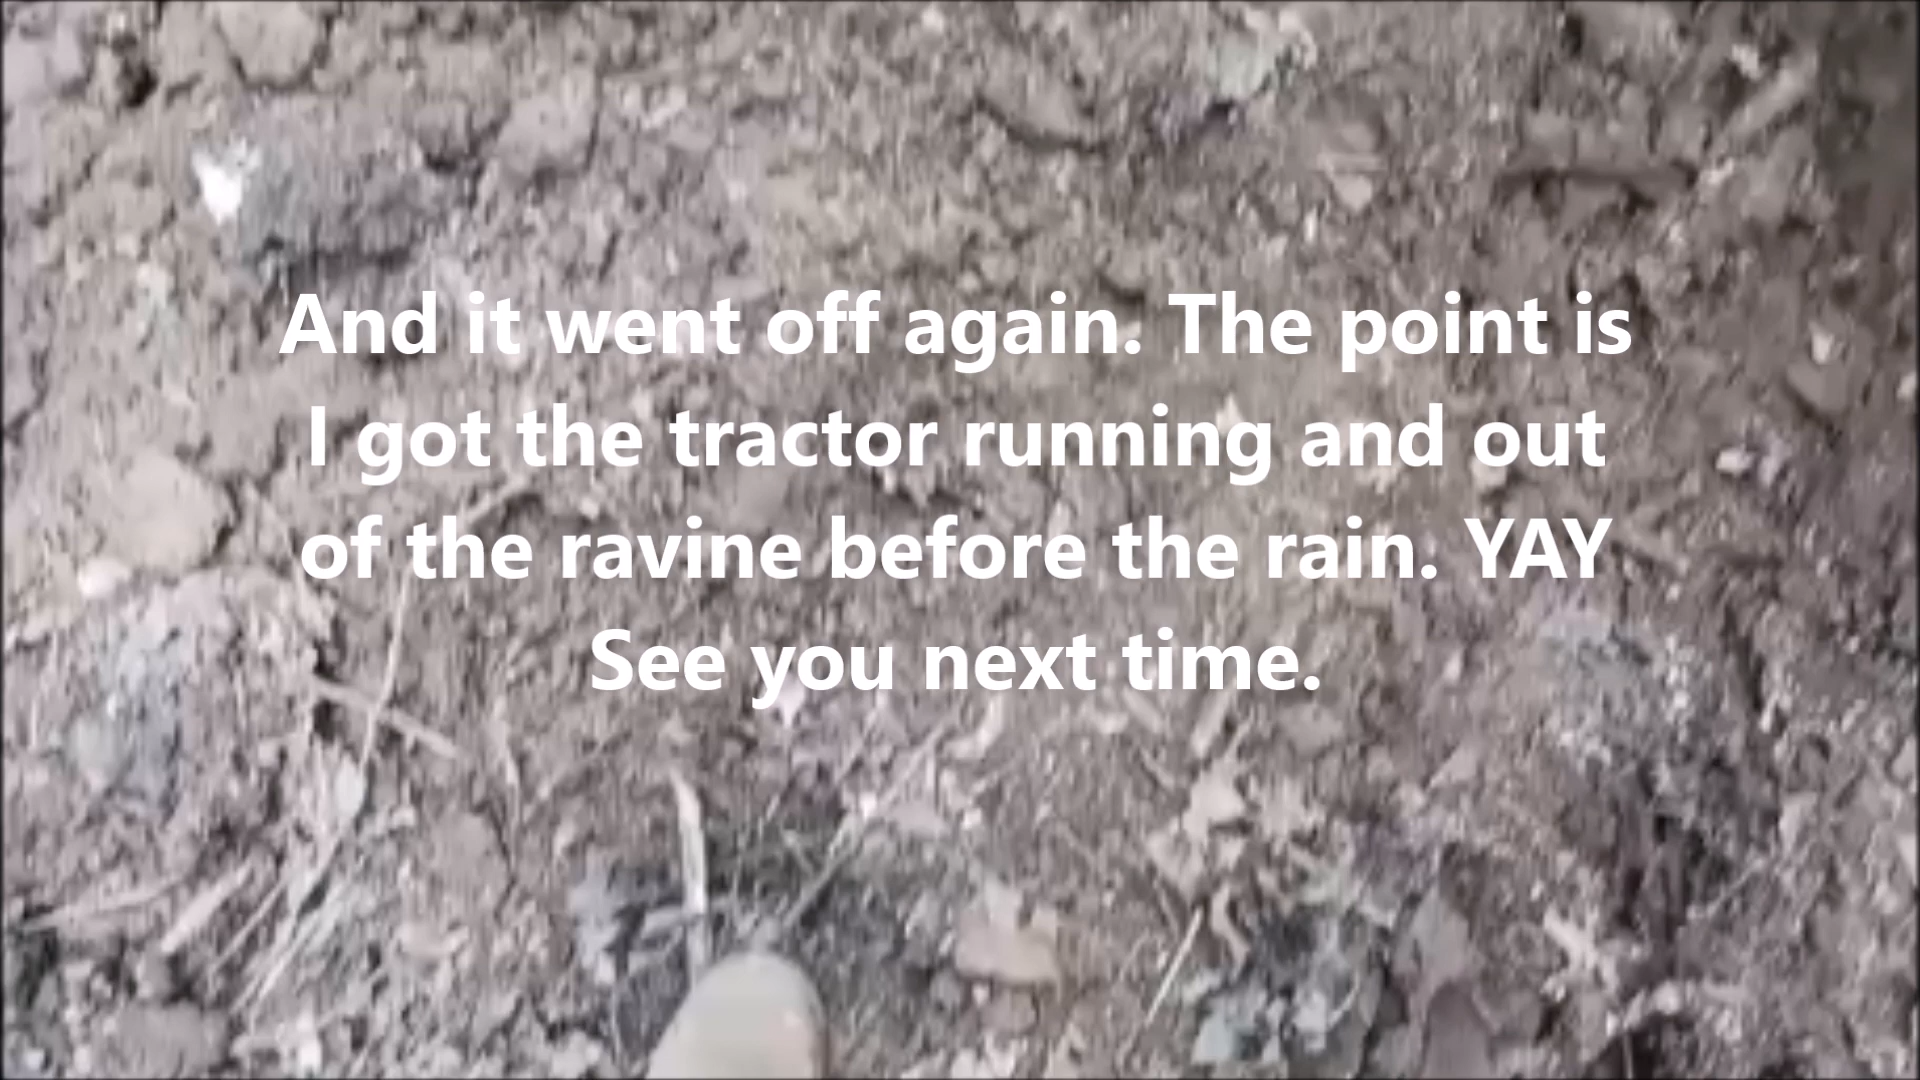 And it went off again. The point is
I got the tractor running and out
of the ravine before the rain. YAY
See you next time.